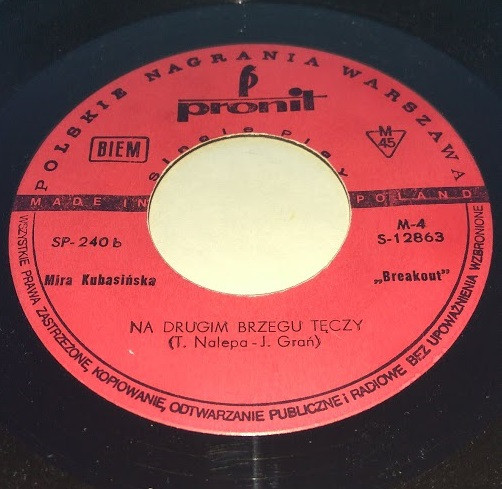 POLSKIE NAGRANIA WARSZAWA
pronit
Single Play
BIEM
M
45
MADE IN POLAND
SP-240 b
M-4
S-12863
Mira Kubasińska
„Breakout”
NA DRUGIM BRZEGU TĘCZY
(T. Nalepa - J. Grań)
WSZYSTKIE PRAWA ZASTRZEŻONE, KOPIOWANIE, ODTWARZANIE PUBLICZNE i RADIOWE BEZ UPOWAŻNIENIA WZBRONIONE